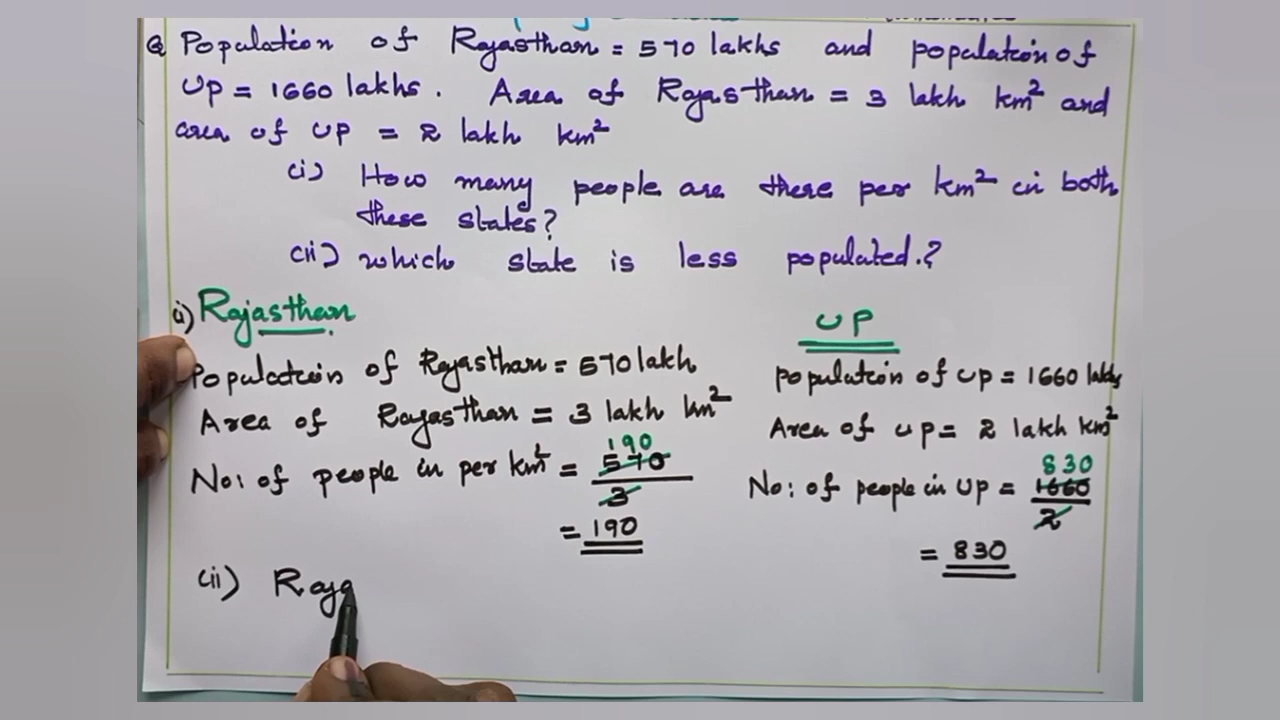 Q Population of Rajasthan = 570 lakhs and population of
UP = 1660 lakhs. Area of Rajasthan = 3 lakh km² and
area of UP = 2 lakh km²
(i) How many people are there per km² in both
these states?
(ii) which state is less populated.?
(i) Rajasthan
UP
Population of Rajasthan = 570 lakh
Area of Rajasthan = 3 lakh km²
No: of people in per km² = 570/3 190
= 190
Population of UP = 1660 lakhs
Area of UP = 2 lakh km²
No: of people in UP = 1660/2 830
= 830
(ii) Raja